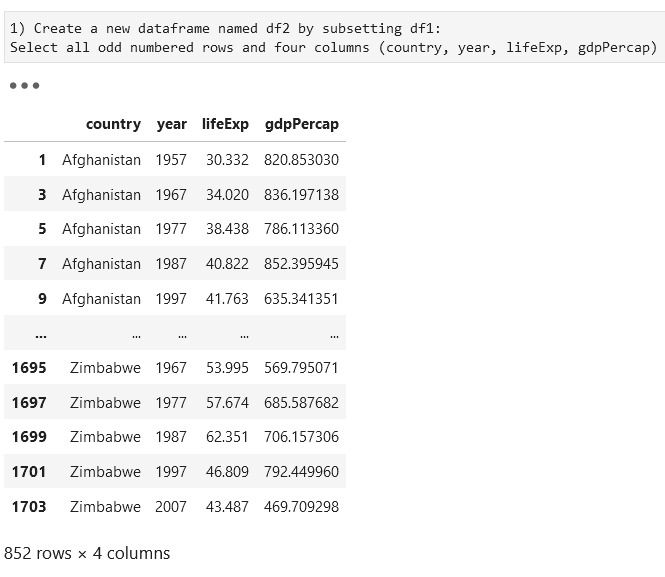 1) Create a new dataframe named df2 by subsetting df1:
Select all odd numbered rows and four columns (country, year, lifeExp, gdpPercap)
country year lifeExp gdpPercap
1 Afghanistan 1957 30.332 820.853030
3 Afghanistan 1967 34.020 836.197138
5 Afghanistan 1977 38.438 786.113360
7 Afghanistan 1987 40.822 852.395945
9 Afghanistan 1997 41.763 635.341351
... ... ... ... ...
1695 Zimbabwe 1967 53.995 569.795071
1697 Zimbabwe 1977 57.674 685.587682
1699 Zimbabwe 1987 62.351 706.157306
1701 Zimbabwe 1997 46.809 792.449960
1703 Zimbabwe 2007 43.487 469.709298
852 rows × 4 columns